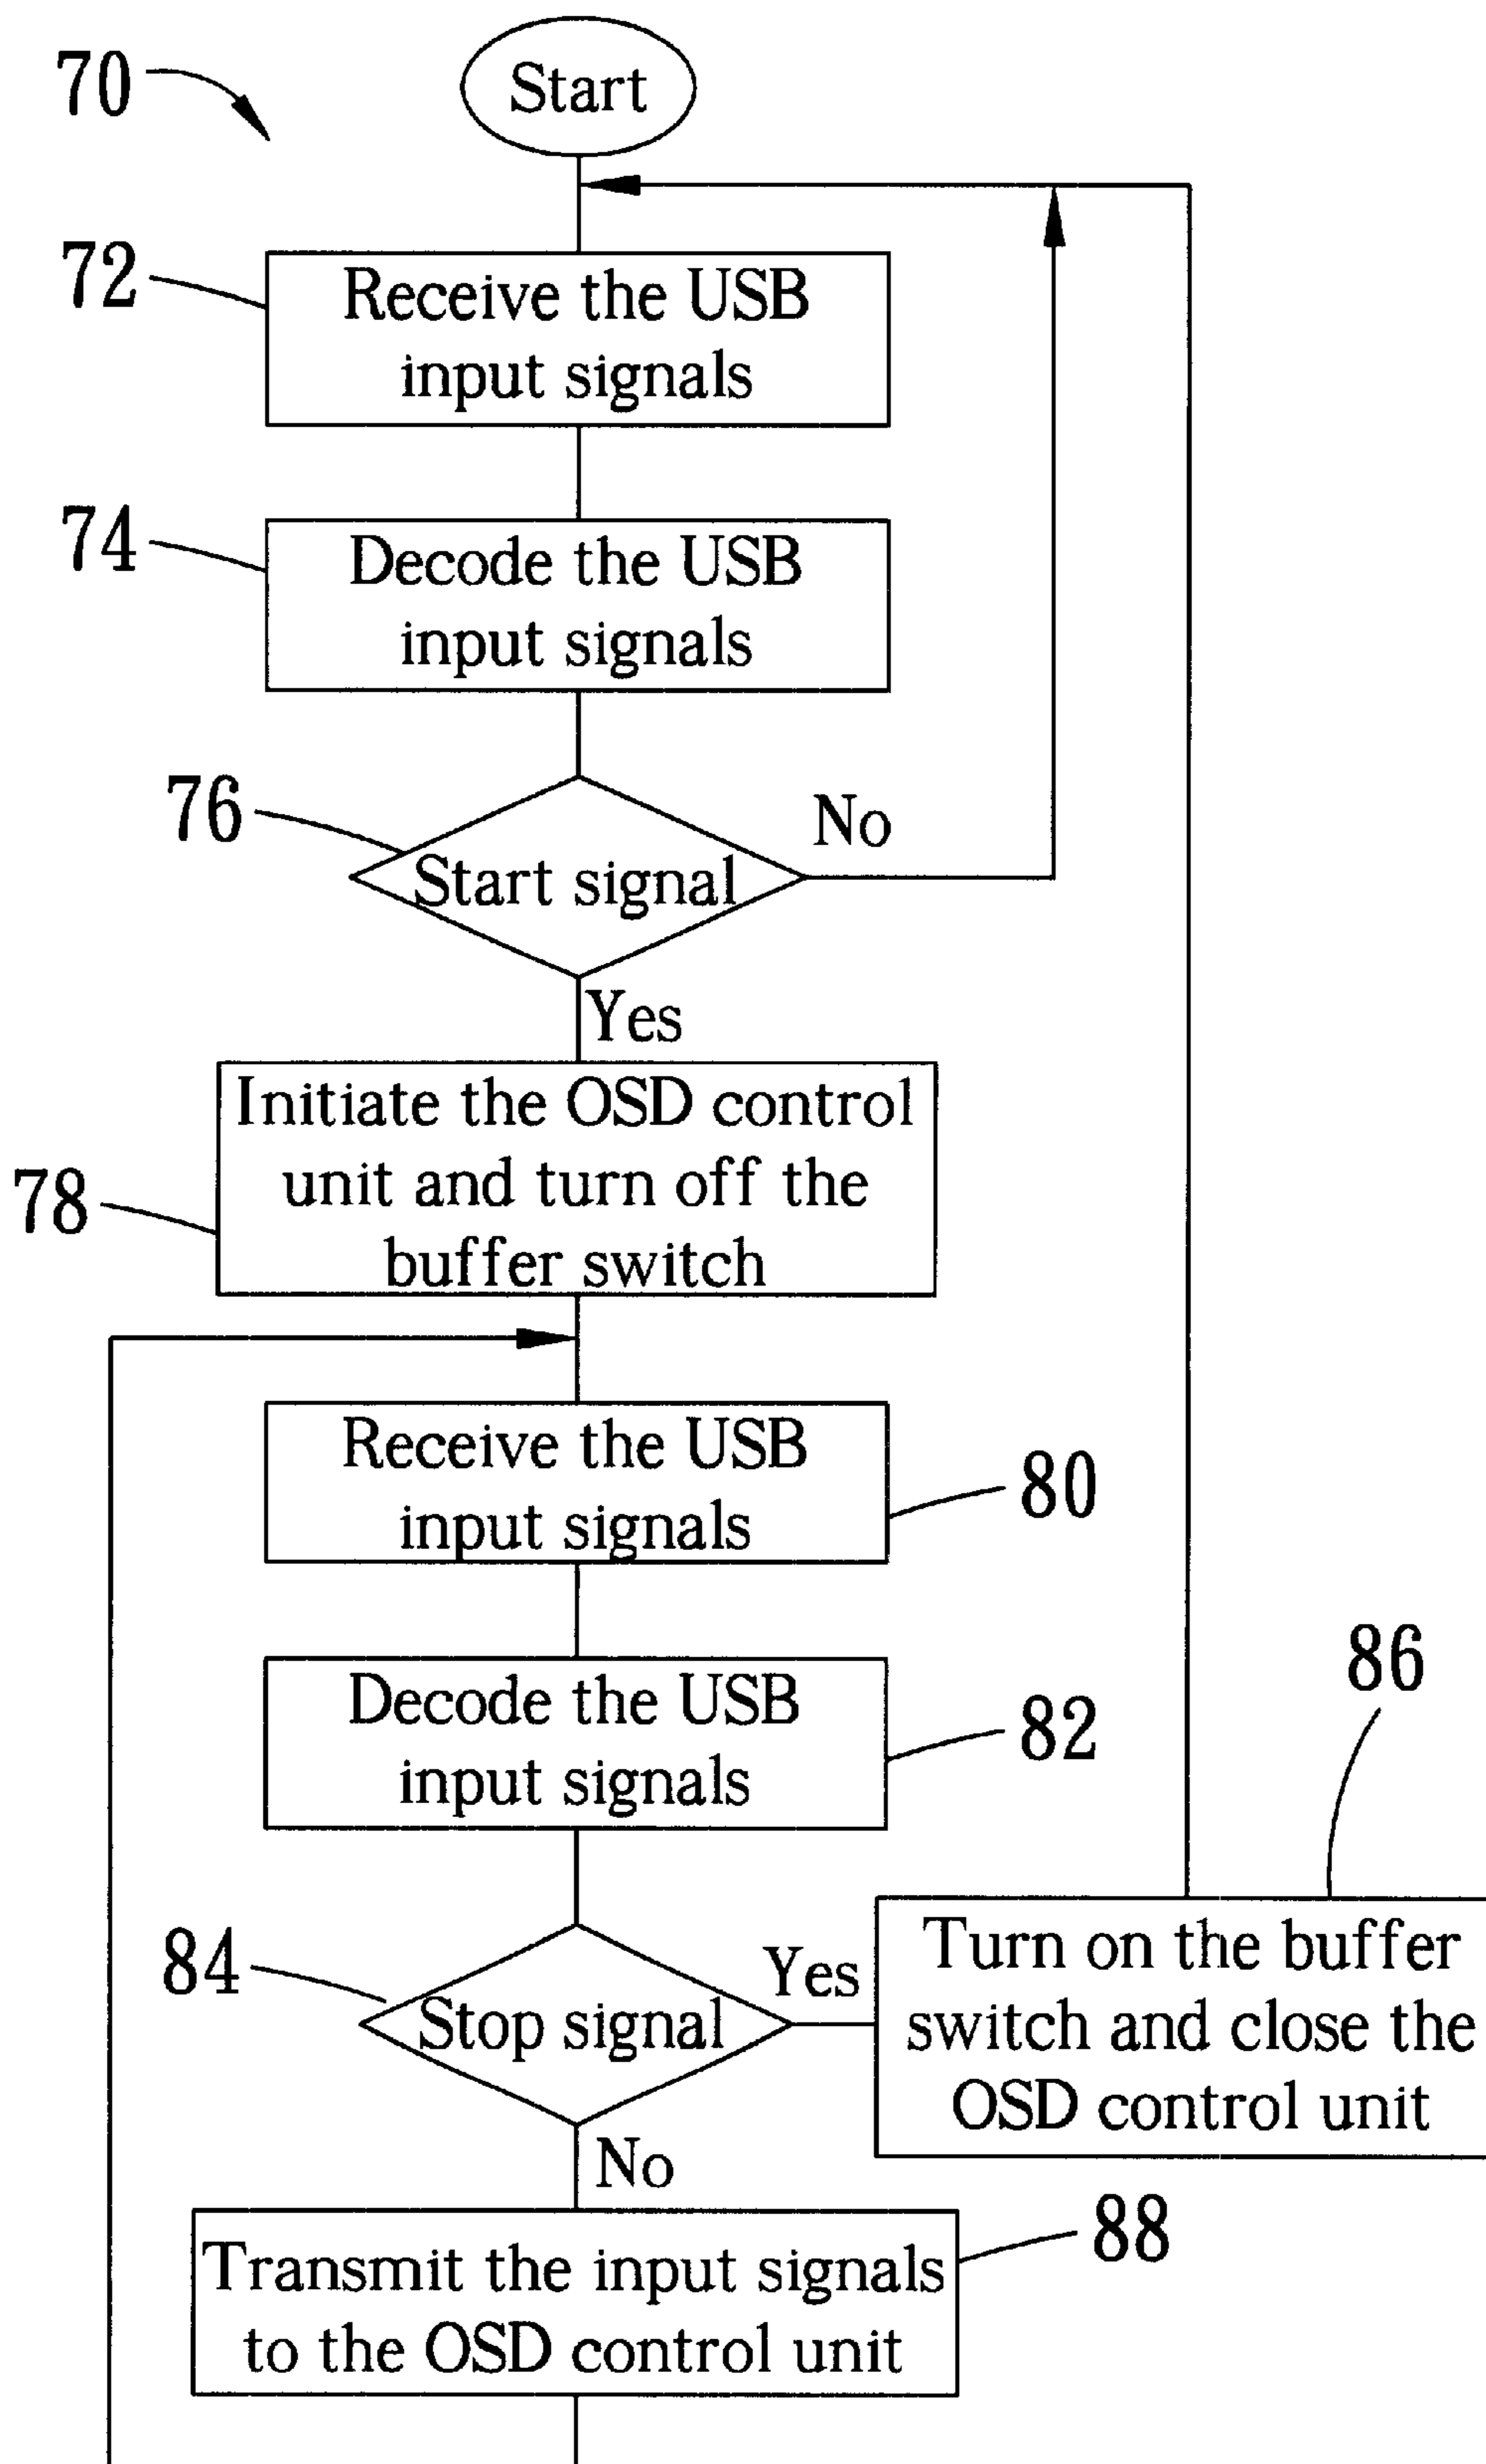 70
Start
72
Receive the USB
input signals
74
Decode the USB
input signals
76
Start signal
No
Yes
78
Initiate the OSD control
unit and turn off the
buffer switch
80
Receive the USB
input signals
82
Decode the USB
input signals
84
Stop signal
Yes
86
Turn on the buffer
switch and close the
OSD control unit
No
88
Transmit the input signals
to the OSD control unit